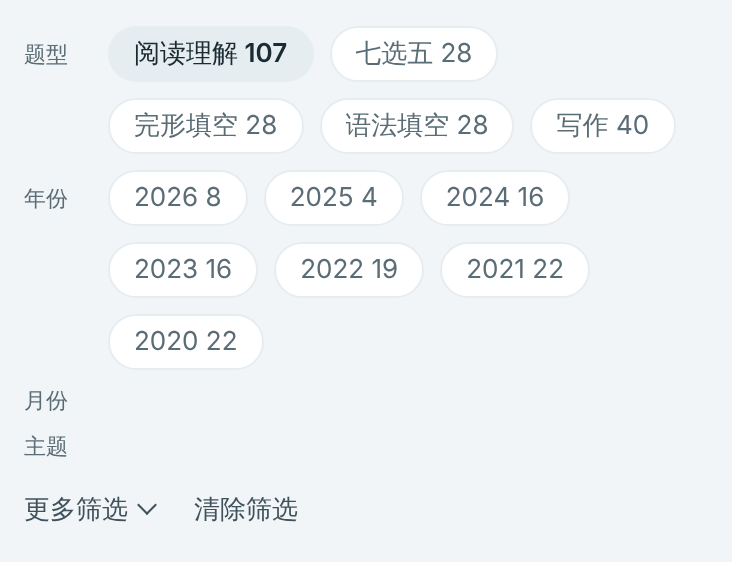 题型 阅读理解 107 七选五 28
完形填空 28 语法填空 28 写作 40
年份 2026 8 2025 4 2024 16
2023 16 2022 19 2021 22
2020 22
月份
主题
更多筛选 清除筛选